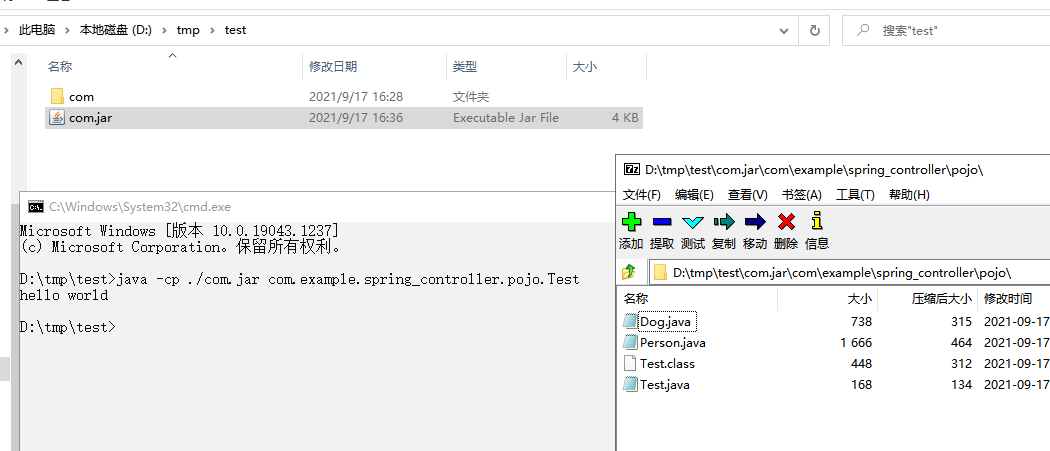 此电脑 › 本地磁盘 (D:) › tmp › test
搜索"test"
名称 修改日期 类型 大小
com 2021/9/17 16:28 文件夹
com.jar 2021/9/17 16:36 Executable Jar File 4 KB
C:\Windows\System32\cmd.exe
Microsoft Windows [版本 10.0.19043.1237]
(c) Microsoft Corporation。保留所有权利。
D:\tmp\test>java -cp ./com.jar com.example.spring_controller.pojo.Test
hello world
D:\tmp\test>
D:\tmp\test\com.jar\com\example\spring_controller\pojo\
文件(F) 编辑(E) 查看(V) 书签(A) 工具(T) 帮助(H)
添加 提取 测试 复制 移动 删除 信息
D:\tmp\test\com.jar\com\example\spring_controller\pojo\
名称 大小 压缩后大小 修改时间
Dog.java 738 315 2021-09-17
Person.java 1 666 464 2021-09-17
Test.class 448 312 2021-09-17
Test.java 168 134 2021-09-17